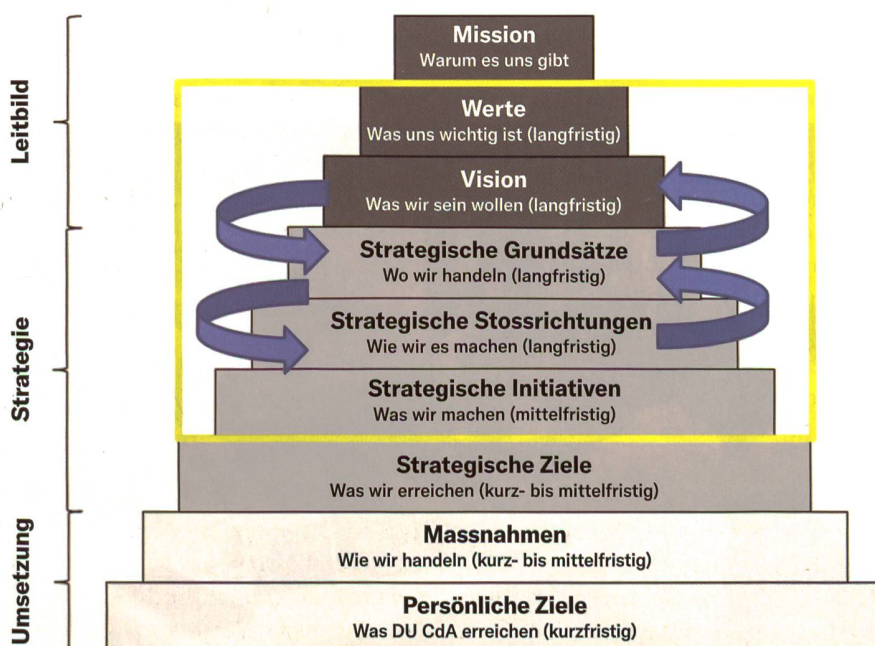 Leitbild
Mission
Warum es uns gibt
Werte
Was uns wichtig ist (langfristig)
Vision
Was wir sein wollen (langfristig)
Strategie
Strategische Grundsätze
Wo wir handeln (langfristig)
Strategische Stossrichtungen
Wie wir es machen (langfristig)
Strategische Initiativen
Was wir machen (mittelfristig)
Strategische Ziele
Was wir erreichen (kurz- bis mittelfristig)
Umsetzung
Massnahmen
Wie wir handeln (kurz- bis mittelfristig)
Persönliche Ziele
Was DU CdA erreichen (kurzfristig)